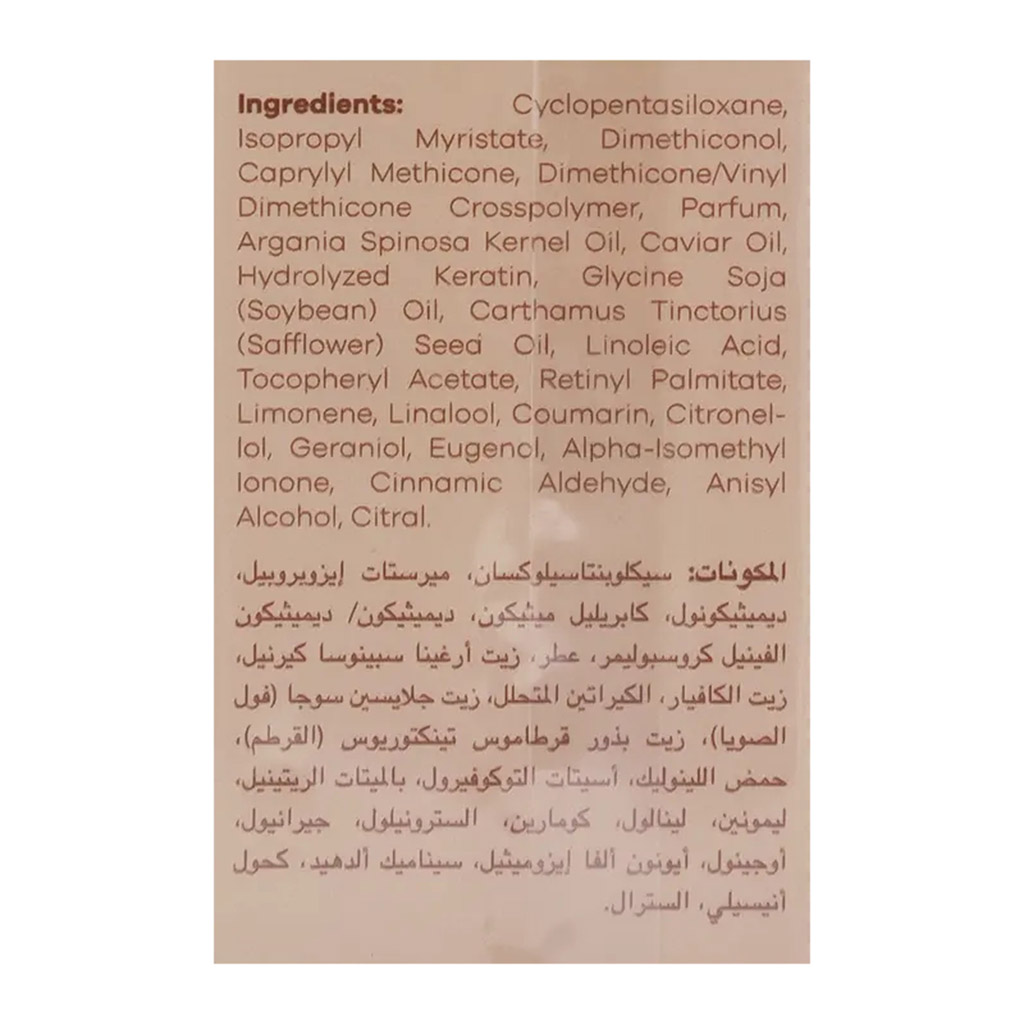 Ingredients: Cyclopentasiloxane,
Isopropyl Myristate, Dimethiconol,
Caprylyl Methicone, Dimethicone/Vinyl
Dimethicone Crosspolymer, Parfum,
Argania Spinosa Kernel Oil, Caviar Oil,
Hydrolyzed Keratin, Glycine Soja
(Soybean) Oil, Carthamus Tinctorius
(Safflower) Seed Oil, Linoleic Acid,
Tocopheryl Acetate, Retinyl Palmitate,
Limonene, Linalool, Coumarin, Citronel-
lol, Geraniol, Eugenol, Alpha-Isomethyl
Ionone, Cinnamic Aldehyde, Anisyl
Alcohol, Citral.
المكونات: سيكلوبنتاسيلوكسان، ميرستات إيزوبروبيل،
ديميثيكونول، كابريليل ميثيكون، ديميثيكون/ ديميثيكون
الفينيل كروسبوليمر، عطر، زيت أرغينا سبينوسا كيرنيل،
زيت الكافيار، الكيراتين المتحلل، زيت جلايسين سوجا (فول
الصويا)، زيت بذور قرطاموس تينكتوريوس (القرطم)،
حمض اللينوليك، أسيتات التوكوفيرول، بالميتات الريتينيل،
ليمونين، لينالول، كومارين، السترونيلول، جيرانيول،
أوجينول، أيونون ألفا إيزوميثيل، سيناميك ألدهيد، كحول
أنيسيلي، السترال.